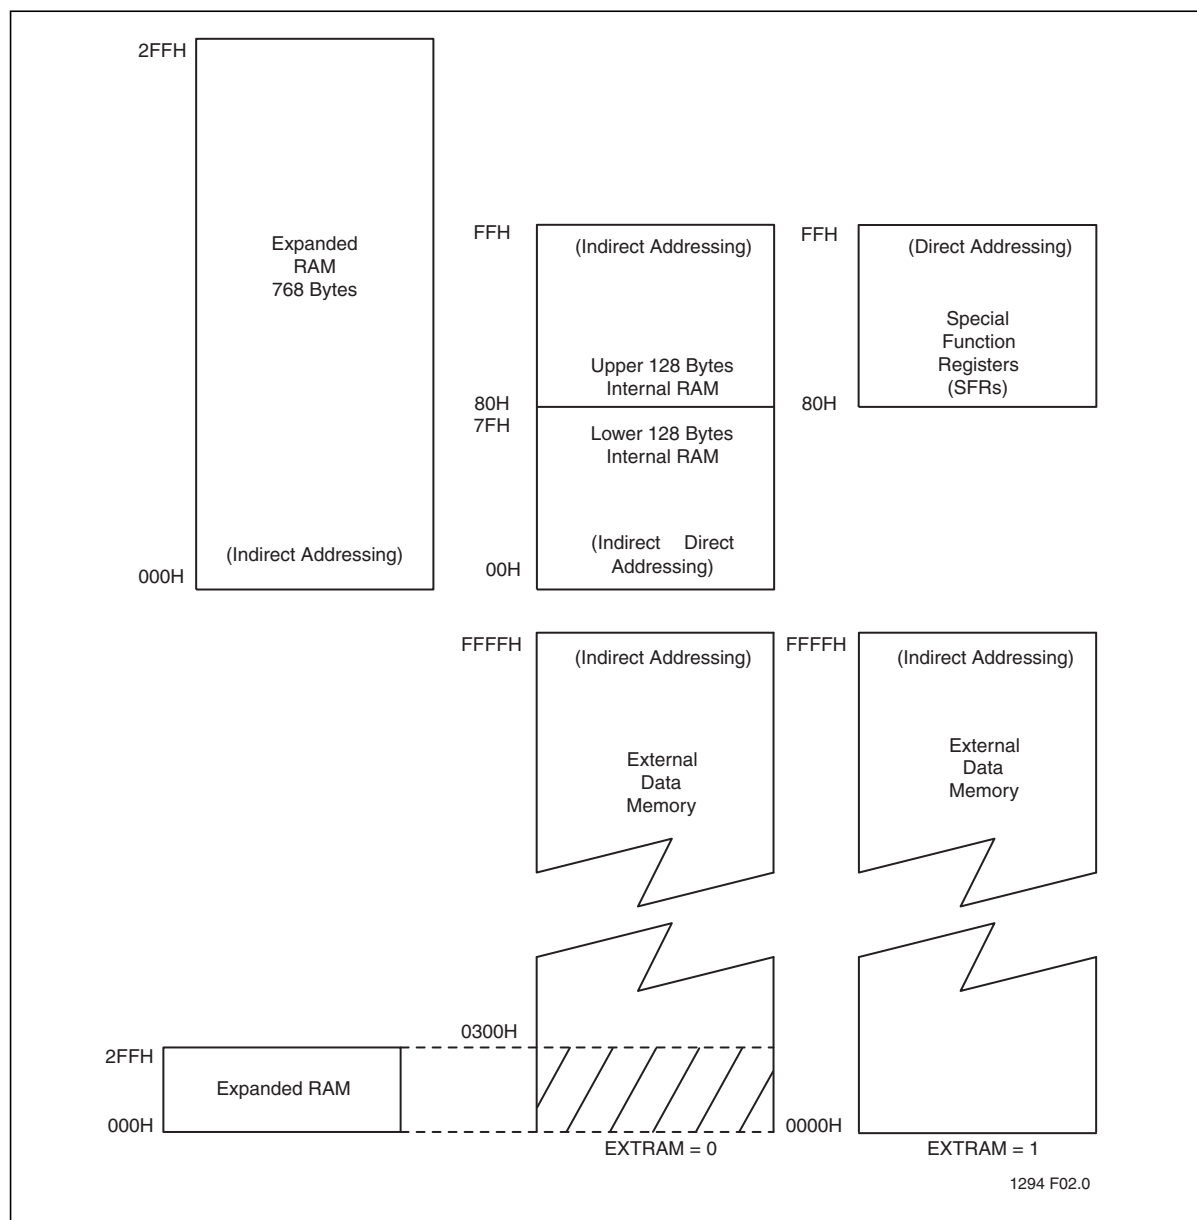 2FFH
Expanded
RAM
768 Bytes
(Indirect Addressing)
000H
FFH
(Indirect Addressing)
Upper 128 Bytes
Internal RAM
80H
7FH
Lower 128 Bytes
Internal RAM
(Indirect Direct
Addressing)
00H
FFH
(Direct Addressing)
Special
Function
Registers
(SFRs)
80H
FFFFH
(Indirect Addressing)
External
Data
Memory
FFFFH
(Indirect Addressing)
External
Data
Memory
0300H
2FFH
Expanded RAM
000H
0000H
EXTRAM = 0
EXTRAM = 1
1294 F02.0